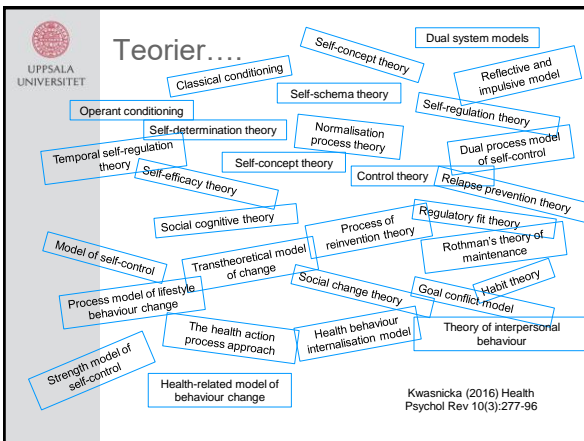 UPPSALA
UNIVERSITET
Teorier....
Self-concept theory
Dual system models
Classical conditioning
Reflective and
impulsive model
Self-schema theory
Operant conditioning
Self-regulation theory
Self-determination theory
Normalisation
process theory
Temporal self-regulation
theory
Dual process model
of self-control
Self-concept theory
Control theory
Self-efficacy theory
Relapse prevention theory
Social cognitive theory
Process of
reinvention theory
Regulatory fit theory
Rothman's theory of
maintenance
Model of self-control
Transtheoretical model
of change
Social change theory
Habit theory
Goal conflict model
Process model of lifestyle
behaviour change
The health action
process approach
Health behaviour
internalisation model
Theory of interpersonal
behaviour
Strength model of
self-control
Health-related model of
behaviour change
Kwasnicka (2016) Health
Psychol Rev 10(3):277-96